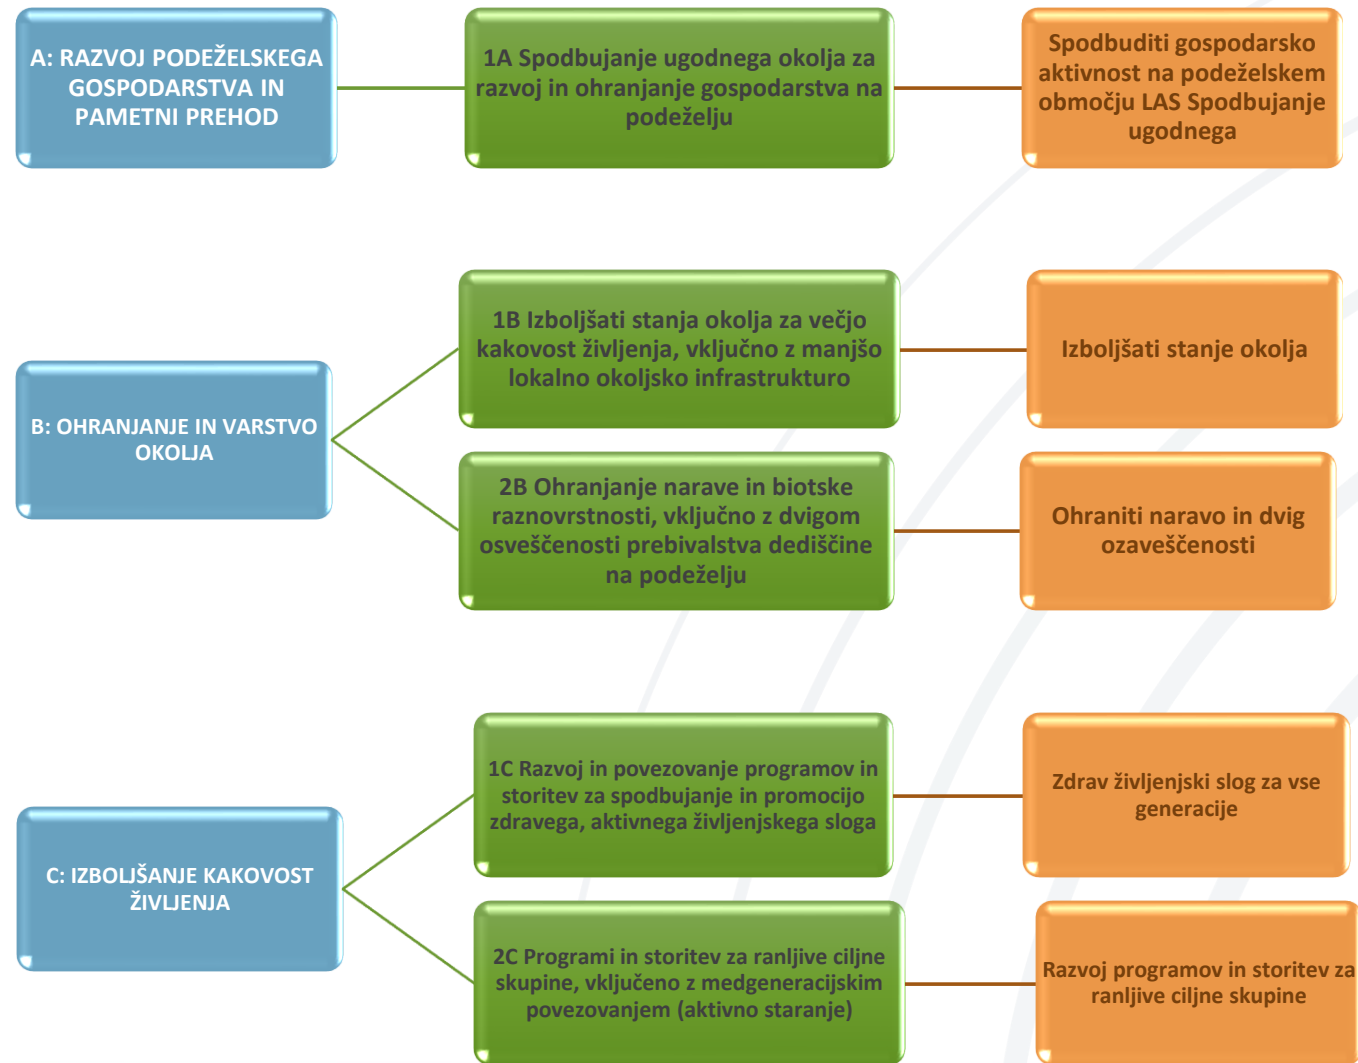 A: RAZVOJ PODEŽELSKEGA
GOSPODARSTVA IN
PAMETNI PREHOD
1A Spodbujanje ugodnega okolja za
razvoj in ohranjanje gospodarstva na
podeželju
Spodbuditi gospodarsko
aktivnost na podeželskem
območju LAS Spodbujanje
ugodnega
B: OHRANJANJE IN VARSTVO
OKOLJA
1B Izboljšati stanja okolja za večjo
kakovost življenja, vključno z manjšo
lokalno okoljsko infrastrukturo
Izboljšati stanje okolja
2B Ohranjanje narave in biotske
raznovrstnosti, vključno z dvigom
osveščenosti prebivalstva dediščine
na podeželju
Ohraniti naravo in dvig
ozaveščenosti
C: IZBOLJŠANJE KAKOVOST
ŽIVLJENJA
1C Razvoj in povezovanje programov in
storitev za spodbujanje in promocijo
zdravega, aktivnega življenjskega sloga
Zdrav življenjski slog za vse
generacije
2C Programi in storitev za ranljive ciljne
skupine, vključeno z medgeneracijskim
povezovanjem (aktivno staranje)
Razvoj programov in storitev za
ranljive ciljne skupine